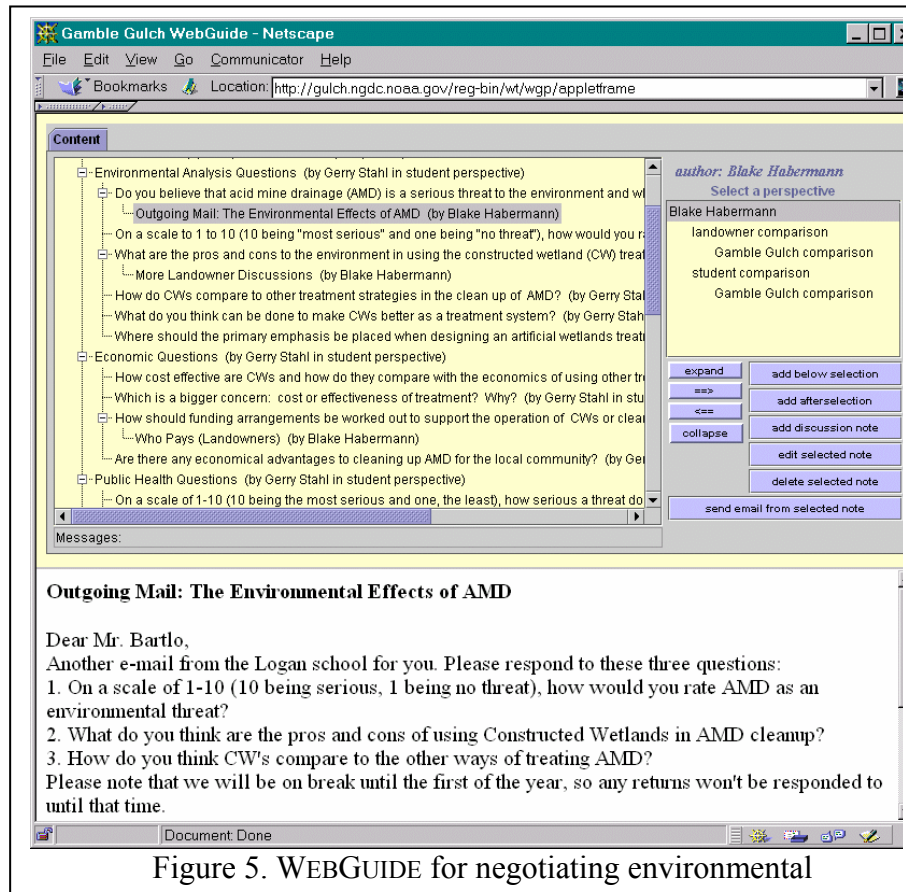 Gamble Gulch WebGuide - Netscape
File Edit View Go Communicator Help
Bookmarks Location: http://gulch.ngdc.noaa.gov/reg-bin/wt/wgp/appletframe
Content
Environmental Analysis Questions (by Gerry Stahl in student perspective)
Do you believe that acid mine drainage (AMD) is a serious threat to the environment and
Outgoing Mail: The Environmental Effects of AMD (by Blake Habermann)
On a scale to 1 to 10 (10 being "most serious" and one being "no threat"), how would you
What are the pros and cons to the environment in using the constructed wetland (CW)
More Landowner Discussions (by Blake Habermann)
How do CWs compare to other treatment strategies in the clean up of AMD? (by Gerry
What do you think can be done to make CWs better as a treatment system? (by Gerry
Where should the primary emphasis be placed when designing an artificial wetlands
Economic Questions (by Gerry Stahl in student perspective)
How cost effective are CWs and how do they compare with the economics of using other
Which is a bigger concern: cost or effectiveness of treatment? Why? (by Gerry Stahl in
How should funding arrangements be worked out to support the operation of CWs or
Who Pays (Landowners) (by Blake Habermann)
Are there any economical advantages to cleaning up AMD for the local community? (by
Public Health Questions (by Gerry Stahl in student perspective)
On a scale of 1-10 (10 being the most serious and one, the least), how serious a threat do
Messages:
author: Blake Habermann
Select a perspective
Blake Habermann
landowner comparison
Gamble Gulch comparison
student comparison
Gamble Gulch comparison
expand
==>
<==
collapse
add below selection
add afterselection
add discussion note
edit selected note
delete selected note
send email from selected note
Outgoing Mail: The Environmental Effects of AMD
Dear Mr. Bartlo,
Another e-mail from the Logan school for you. Please respond to these three questions:
1. On a scale of 1-10 (10 being serious, 1 being no threat), how would you rate AMD as an
environmental threat?
2. What do you think are the pros and cons of using Constructed Wetlands in AMD cleanup?
3. How do you think CW's compare to the other ways of treating AMD?
Please note that we will be on break until the first of the year, so any returns won't be responded to
until that time.
Document: Done
Figure 5. WEBGUIDE for negotiating environmental